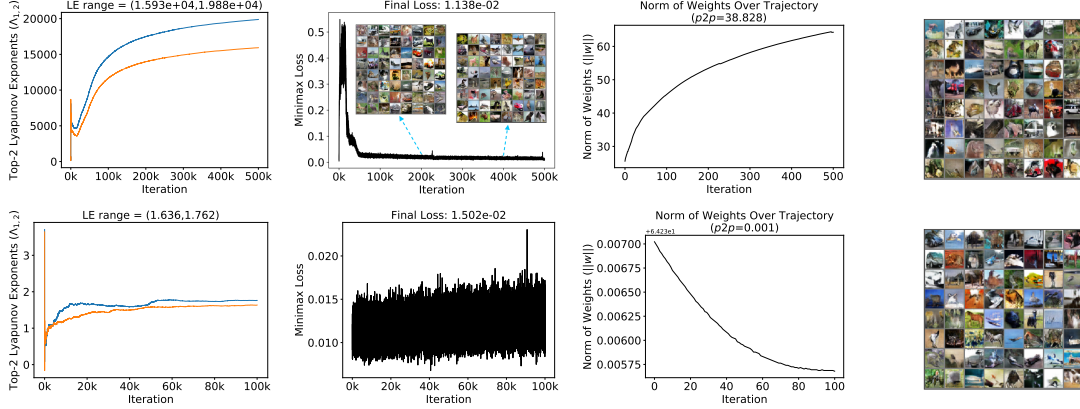 LE range = (1.593e+04,1.988e+04)
Top-2 Lyapunov Exponents (Λ1, 2)
20000
15000
10000
5000
0
0k 100k 200k 300k 400k 500k
Iteration
Final Loss: 1.138e-02
Minimax Loss
0.5
0.4
0.3
0.2
0.1
0.0
0k 100k 200k 300k 400k 500k
Iteration
Norm of Weights Over Trajectory
(p2p=38.828)
Norm of Weights (||w||)
60
50
40
30
0 100 200 300 400 500
Iteration
LE range = (1.636,1.762)
Top-2 Lyapunov Exponents (Λ1, 2)
3
2
1
0
0k 20k 40k 60k 80k 100k
Iteration
Final Loss: 1.502e-02
Minimax Loss
0.020
0.015
0.010
0k 20k 40k 60k 80k 100k
Iteration
Norm of Weights Over Trajectory
(p2p=0.001)
+6.423e1
Norm of Weights (||w||)
0.00700
0.00675
0.00650
0.00625
0.00600
0.00575
0 20 40 60 80 100
Iteration